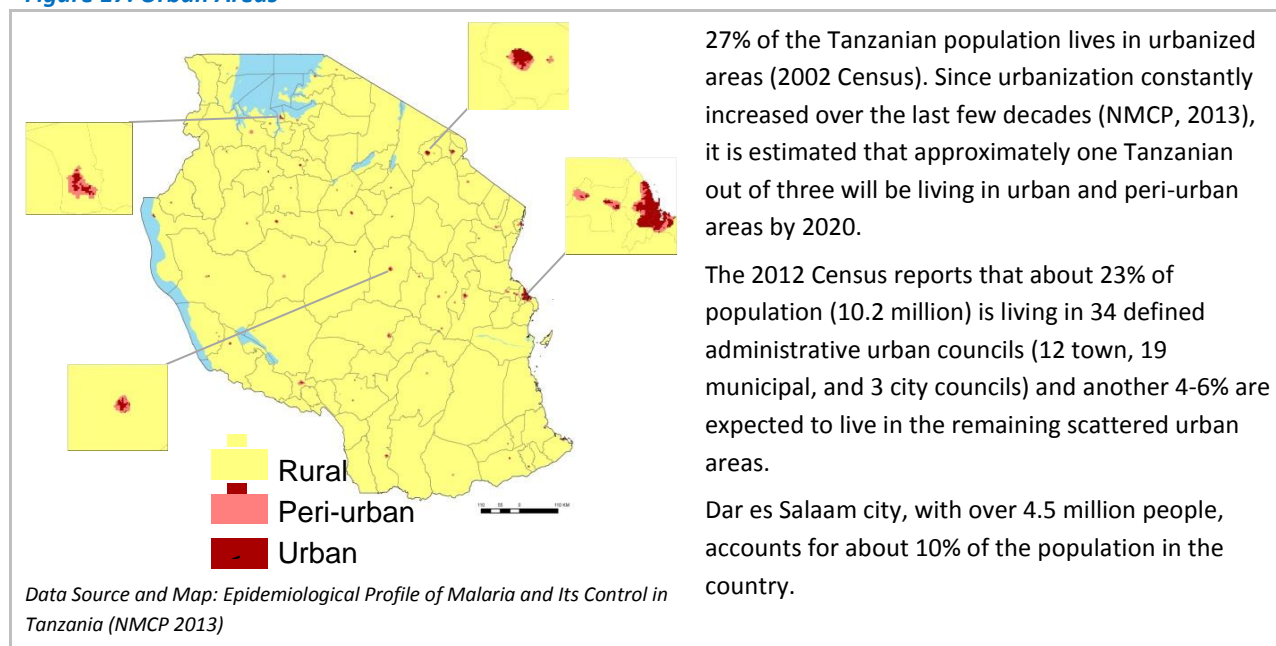 Figure 17: Urban Areas
27% of the Tanzanian population lives in urbanized
areas (2002 Census). Since urbanization constantly
increased over the last few decades (NMCP, 2013),
it is estimated that approximately one Tanzanian
out of three will be living in urban and peri-urban
areas by 2020.
The 2012 Census reports that about 23% of
population (10.2 million) is living in 34 defined
administrative urban councils (12 town, 19
municipal, and 3 city councils) and another 4-6% are
expected to live in the remaining scattered urban
areas.
Dar es Salaam city, with over 4.5 million people,
accounts for about 10% of the population in the
country.
Rural
Peri-urban
Urban
Data Source and Map: Epidemiological Profile of Malaria and Its Control in
Tanzania (NMCP 2013)